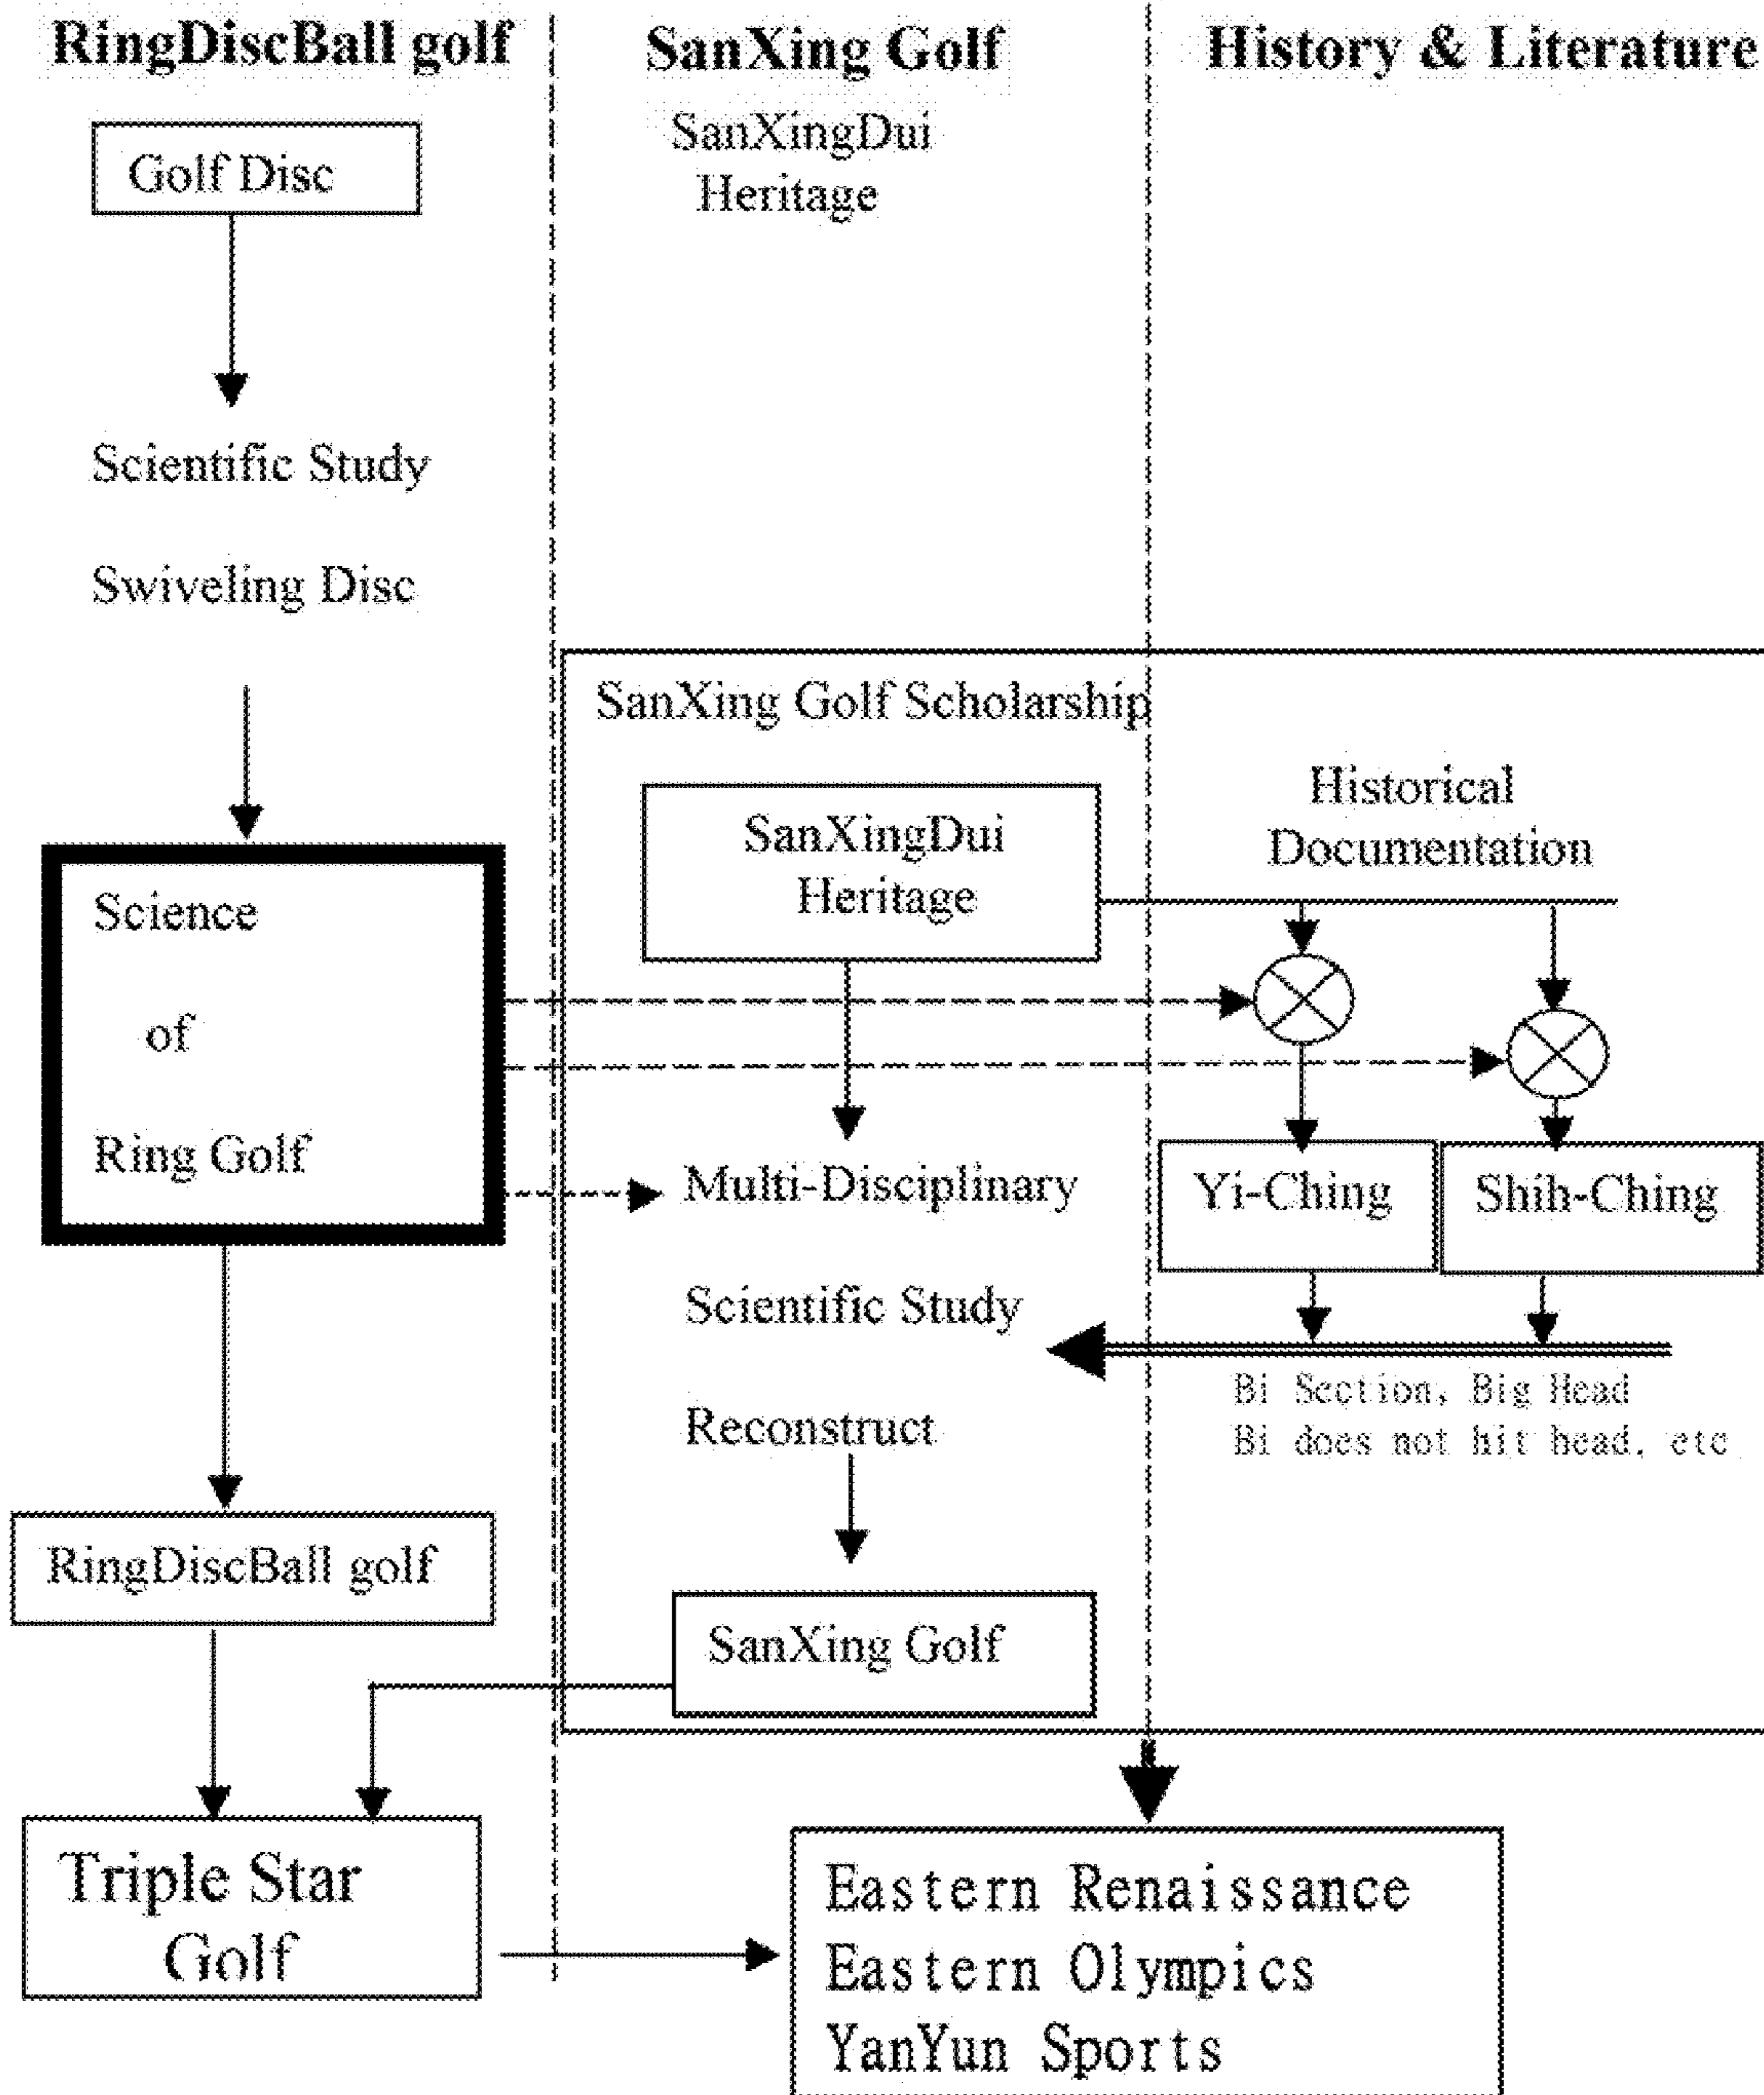 RingDiscBall golf
SanXing Golf
History & Literature
SanXingDui
Heritage
Golf Disc
Scientific Study
Swiveling Disc
SanXing Golf Scholarship
SanXingDui
Heritage
Historical
Documentation
Science
of
Ring Golf
Multi-Disciplinary
Scientific Study
Reconstruct
Yi-Ching
Shih-Ching
Bi Section, Big Head
Bi does not hit head, etc
RingDiscBall golf
SanXing Golf
Triple Star
Golf
Eastern Renaissance
Eastern Olympics
YanYun Sports